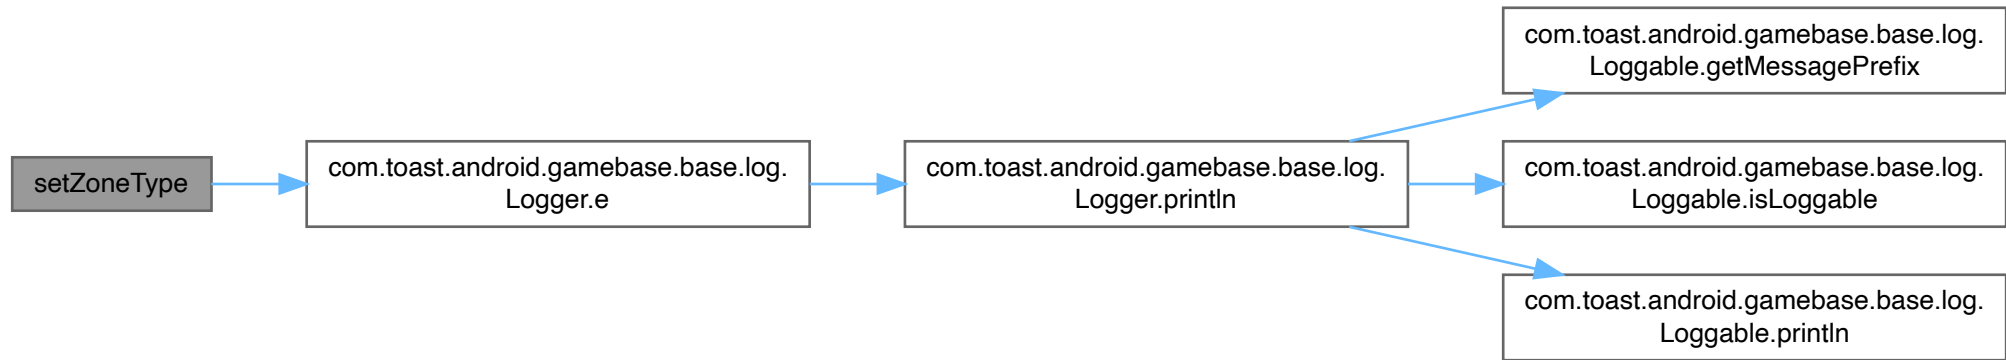 setZoneType
com.toast.android.gamebase.base.log.
Logger.e
com.toast.android.gamebase.base.log.
Logger.println
com.toast.android.gamebase.base.log.
Loggable.getMessagePrefix
com.toast.android.gamebase.base.log.
Loggable.isLoggable
com.toast.android.gamebase.base.log.
Loggable.println